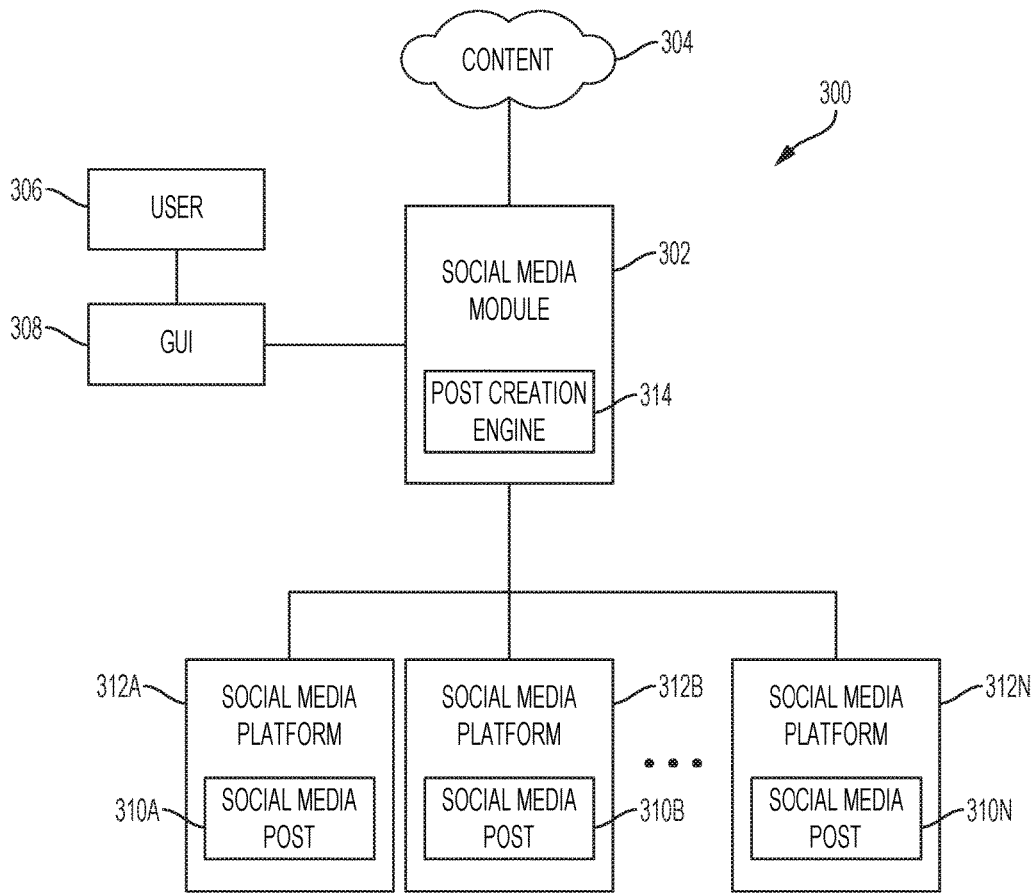 CONTENT
304
300
306
USER
302
SOCIAL MEDIA
MODULE
308
GUI
POST CREATION
ENGINE
314
312A
SOCIAL MEDIA
PLATFORM
SOCIAL MEDIA
PLATFORM
312B
SOCIAL MEDIA
PLATFORM
312N
310A
SOCIAL MEDIA
POST
SOCIAL MEDIA
POST
310B
SOCIAL MEDIA
POST
310N